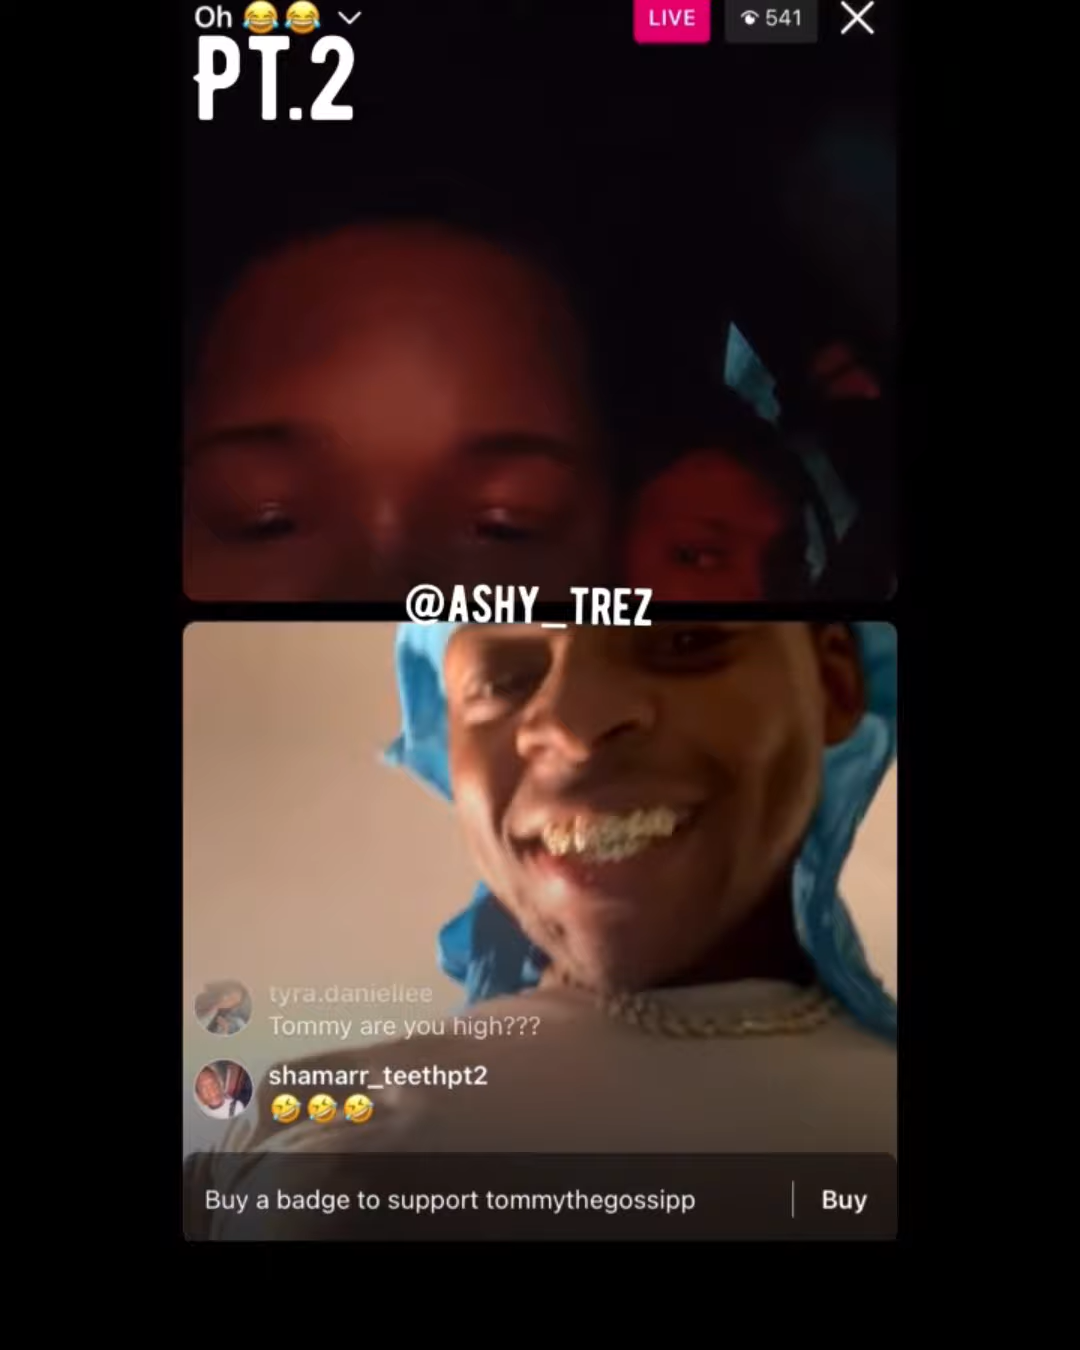 Oh 😂😂
LIVE
541
PT.2
@ASHY_TREZ
tyra.daniellee
Tommy are you high???
shamarr_teethpt2
🤣🤣🤣
Buy a badge to support tommythegossipp
Buy